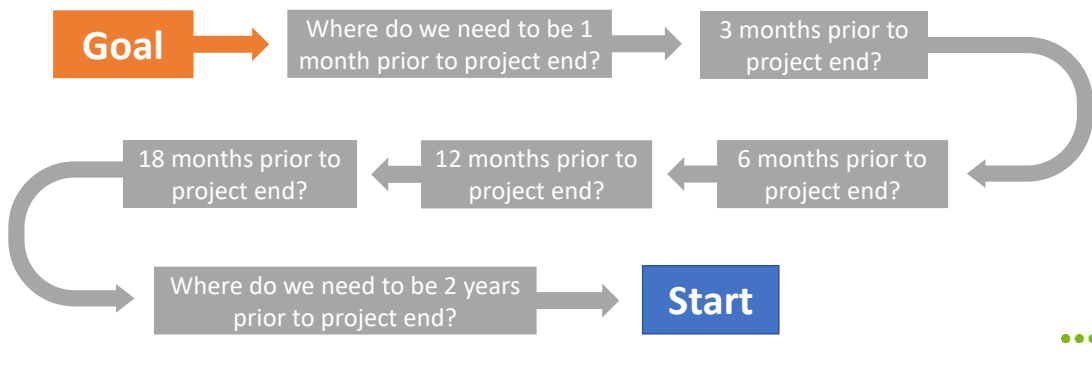 Goal
Where do we need to be 1
month prior to project end?
3 months prior to
project end?
6 months prior to
project end?
12 months prior to
project end?
18 months prior to
project end?
Where do we need to be 2 years
prior to project end?
Start